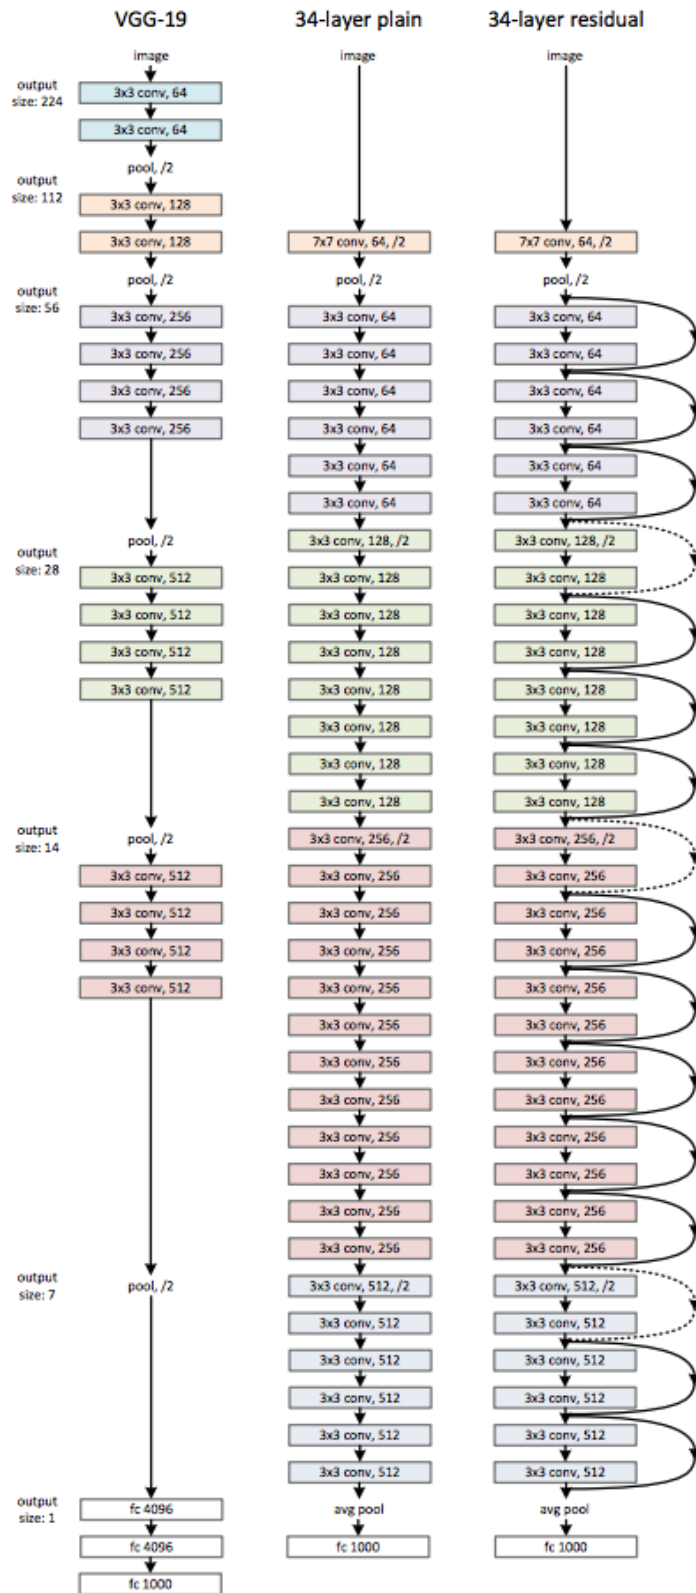 VGG-19
image
output
size: 224
3x3 conv, 64
3x3 conv, 64
pool, /2
output
size: 112
3x3 conv, 128
3x3 conv, 128
pool, /2
output
size: 56
3x3 conv, 256
3x3 conv, 256
3x3 conv, 256
3x3 conv, 256
pool, /2
output
size: 28
3x3 conv, 512
3x3 conv, 512
3x3 conv, 512
3x3 conv, 512
output
size: 14
pool, /2
3x3 conv, 512
3x3 conv, 512
3x3 conv, 512
3x3 conv, 512
output
size: 7
pool, /2
output
size: 1
fc 4096
fc 4096
fc 1000
34-layer plain
image
7x7 conv, 64, /2
pool, /2
3x3 conv, 64
3x3 conv, 64
3x3 conv, 64
3x3 conv, 64
3x3 conv, 64
3x3 conv, 64
3x3 conv, 128, /2
3x3 conv, 128
3x3 conv, 128
3x3 conv, 128
3x3 conv, 128
3x3 conv, 128
3x3 conv, 128
3x3 conv, 128
3x3 conv, 256, /2
3x3 conv, 256
3x3 conv, 256
3x3 conv, 256
3x3 conv, 256
3x3 conv, 256
3x3 conv, 256
3x3 conv, 256
3x3 conv, 256
3x3 conv, 256
3x3 conv, 256
3x3 conv, 256
3x3 conv, 512, /2
3x3 conv, 512
3x3 conv, 512
3x3 conv, 512
3x3 conv, 512
3x3 conv, 512
avg pool
fc 1000
34-layer residual
image
7x7 conv, 64, /2
pool, /2
3x3 conv, 64
3x3 conv, 64
3x3 conv, 64
3x3 conv, 64
3x3 conv, 64
3x3 conv, 64
3x3 conv, 128, /2
3x3 conv, 128
3x3 conv, 128
3x3 conv, 128
3x3 conv, 128
3x3 conv, 128
3x3 conv, 128
3x3 conv, 128
3x3 conv, 256, /2
3x3 conv, 256
3x3 conv, 256
3x3 conv, 256
3x3 conv, 256
3x3 conv, 256
3x3 conv, 256
3x3 conv, 256
3x3 conv, 256
3x3 conv, 256
3x3 conv, 256
3x3 conv, 256
3x3 conv, 512, /2
3x3 conv, 512
3x3 conv, 512
3x3 conv, 512
3x3 conv, 512
3x3 conv, 512
avg pool
fc 1000